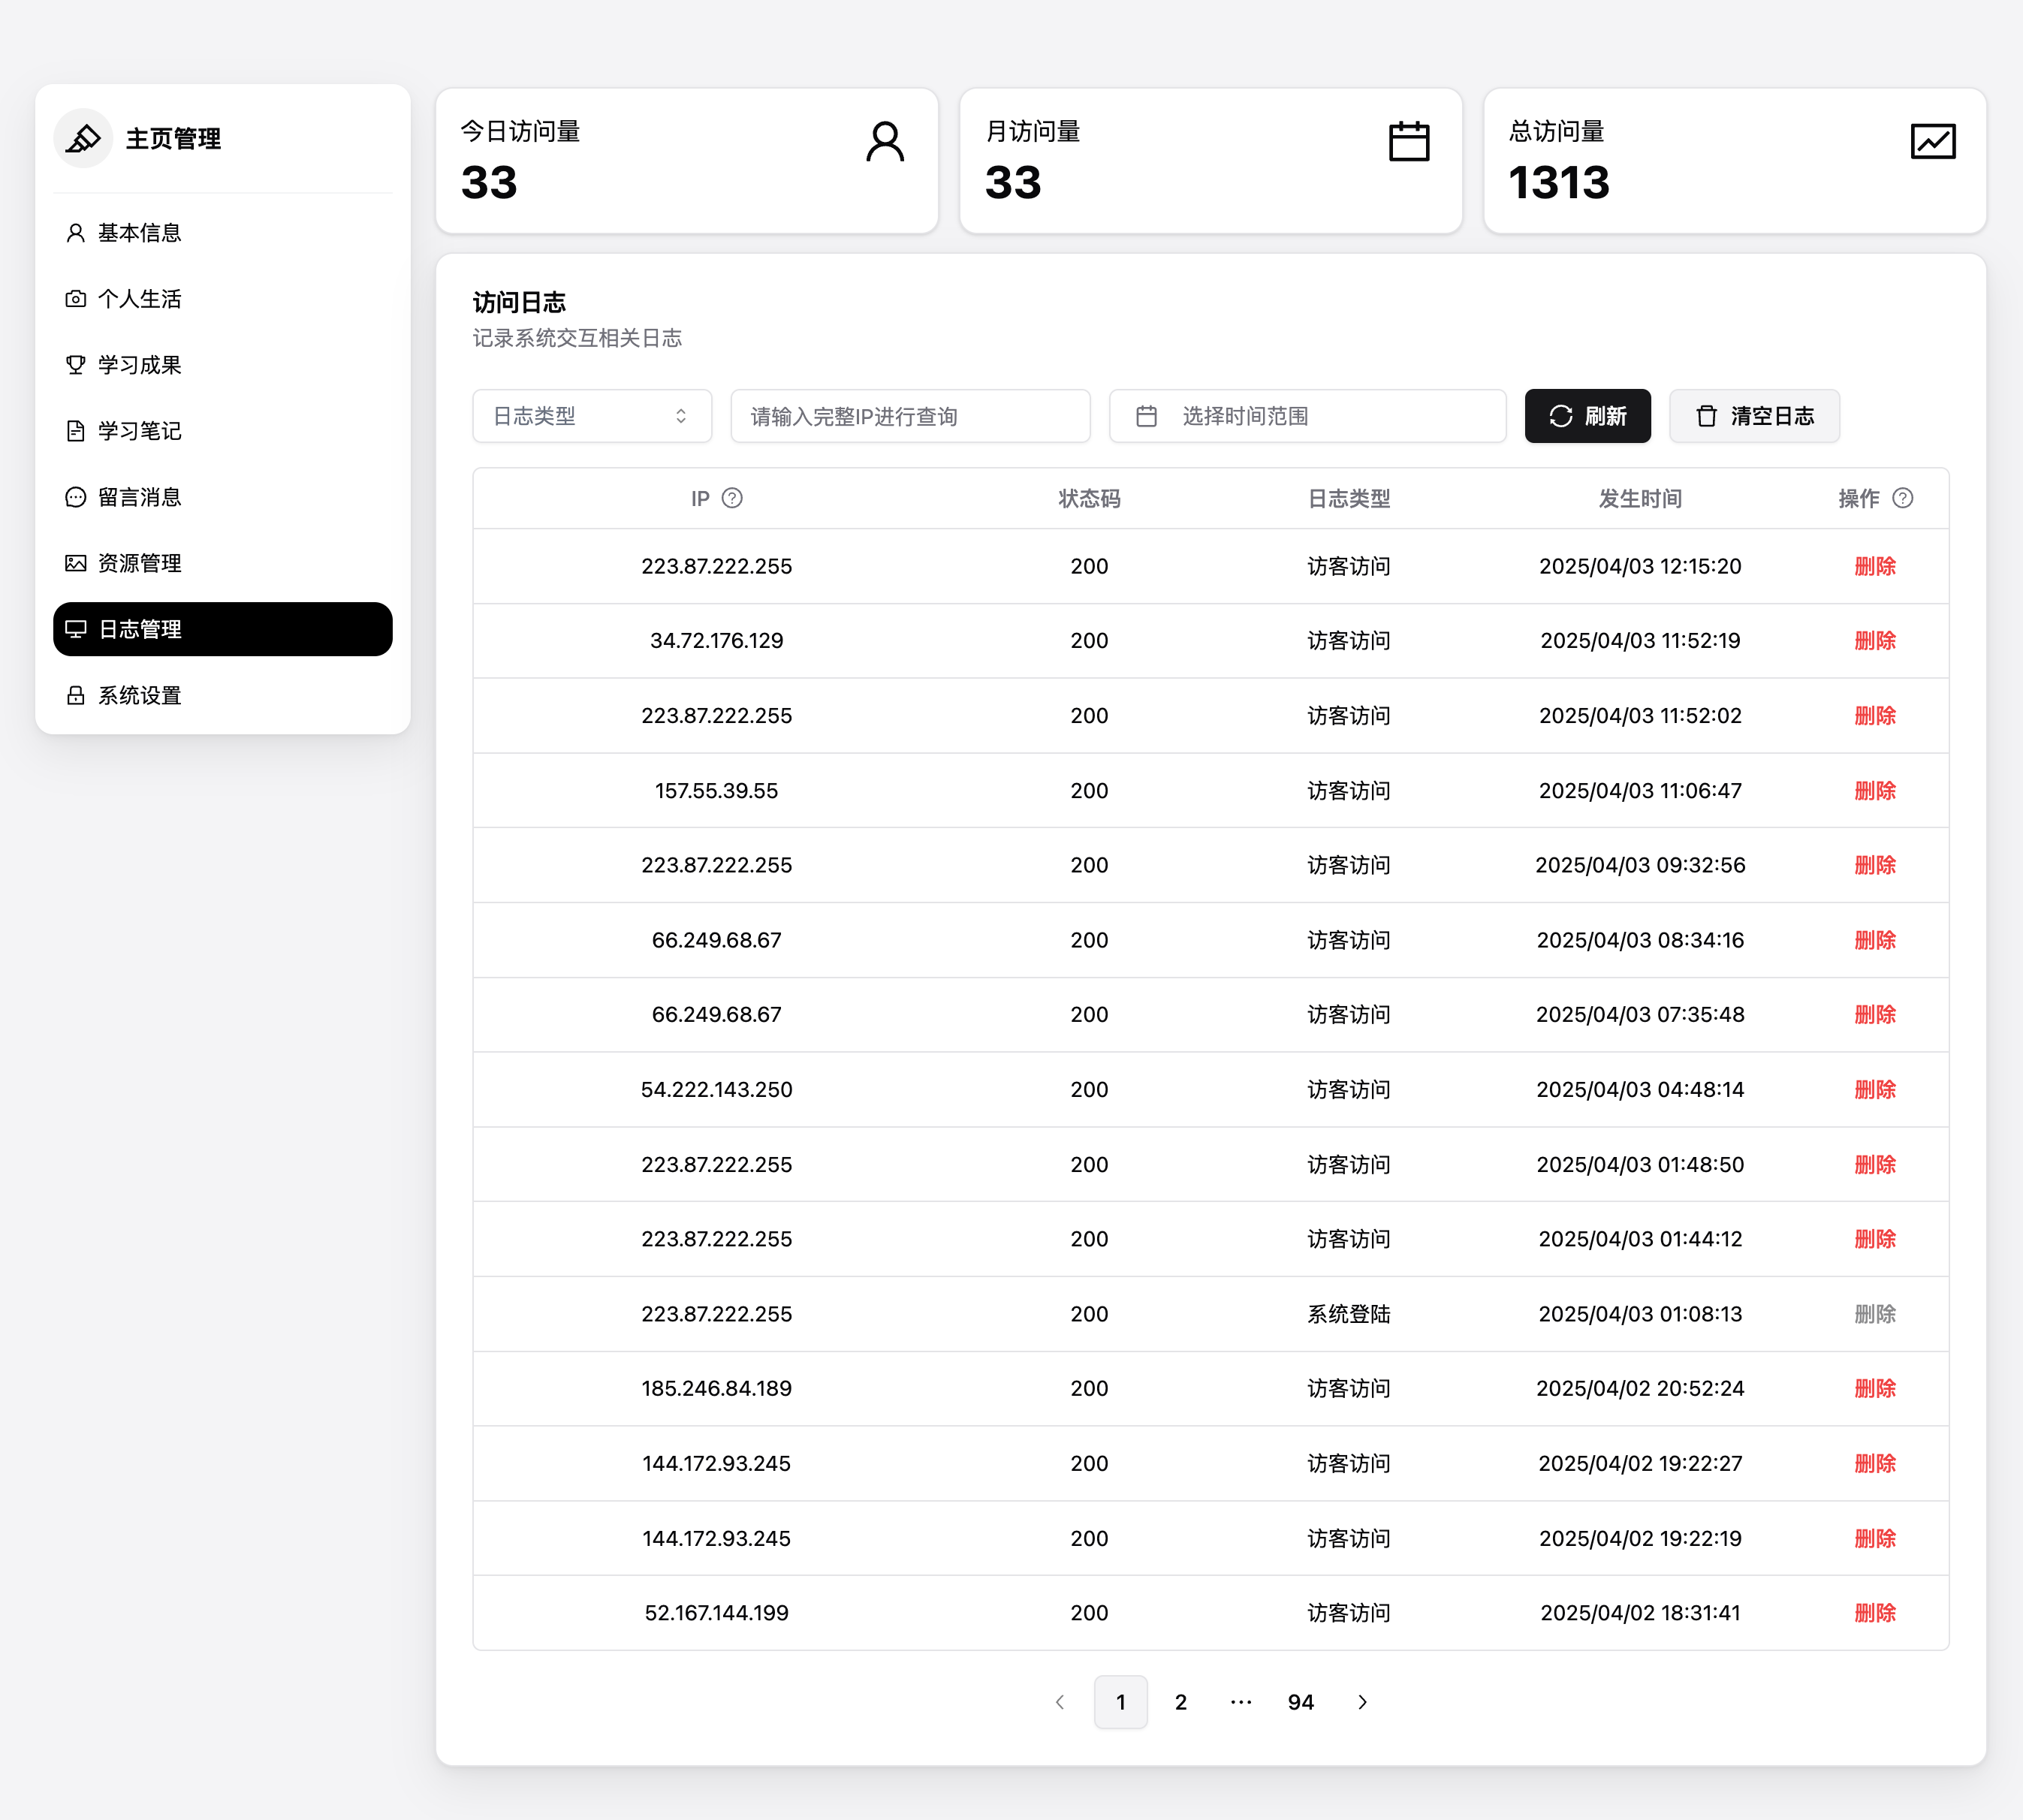 主页管理
基本信息
个人生活
学习成果
学习笔记
留言消息
资源管理
日志管理
系统设置
今日访问量
33
月访问量
33
总访问量
1313
访问日志
记录系统交互相关日志
日志类型 请输入完整IP进行查询 选择时间范围 刷新 清空日志
IP 状态码 日志类型 发生时间 操作
223.87.222.255 200 访客访问 2025/04/03 12:15:20 删除
34.72.176.129 200 访客访问 2025/04/03 11:52:19 删除
223.87.222.255 200 访客访问 2025/04/03 11:52:02 删除
157.55.39.55 200 访客访问 2025/04/03 11:06:47 删除
223.87.222.255 200 访客访问 2025/04/03 09:32:56 删除
66.249.68.67 200 访客访问 2025/04/03 08:34:16 删除
66.249.68.67 200 访客访问 2025/04/03 07:35:48 删除
54.222.143.250 200 访客访问 2025/04/03 04:48:14 删除
223.87.222.255 200 访客访问 2025/04/03 01:48:50 删除
223.87.222.255 200 访客访问 2025/04/03 01:44:12 删除
223.87.222.255 200 系统登陆 2025/04/03 01:08:13 删除
185.246.84.189 200 访客访问 2025/04/02 20:52:24 删除
144.172.93.245 200 访客访问 2025/04/02 19:22:27 删除
144.172.93.245 200 访客访问 2025/04/02 19:22:19 删除
52.167.144.199 200 访客访问 2025/04/02 18:31:41 删除
1 2 ··· 94